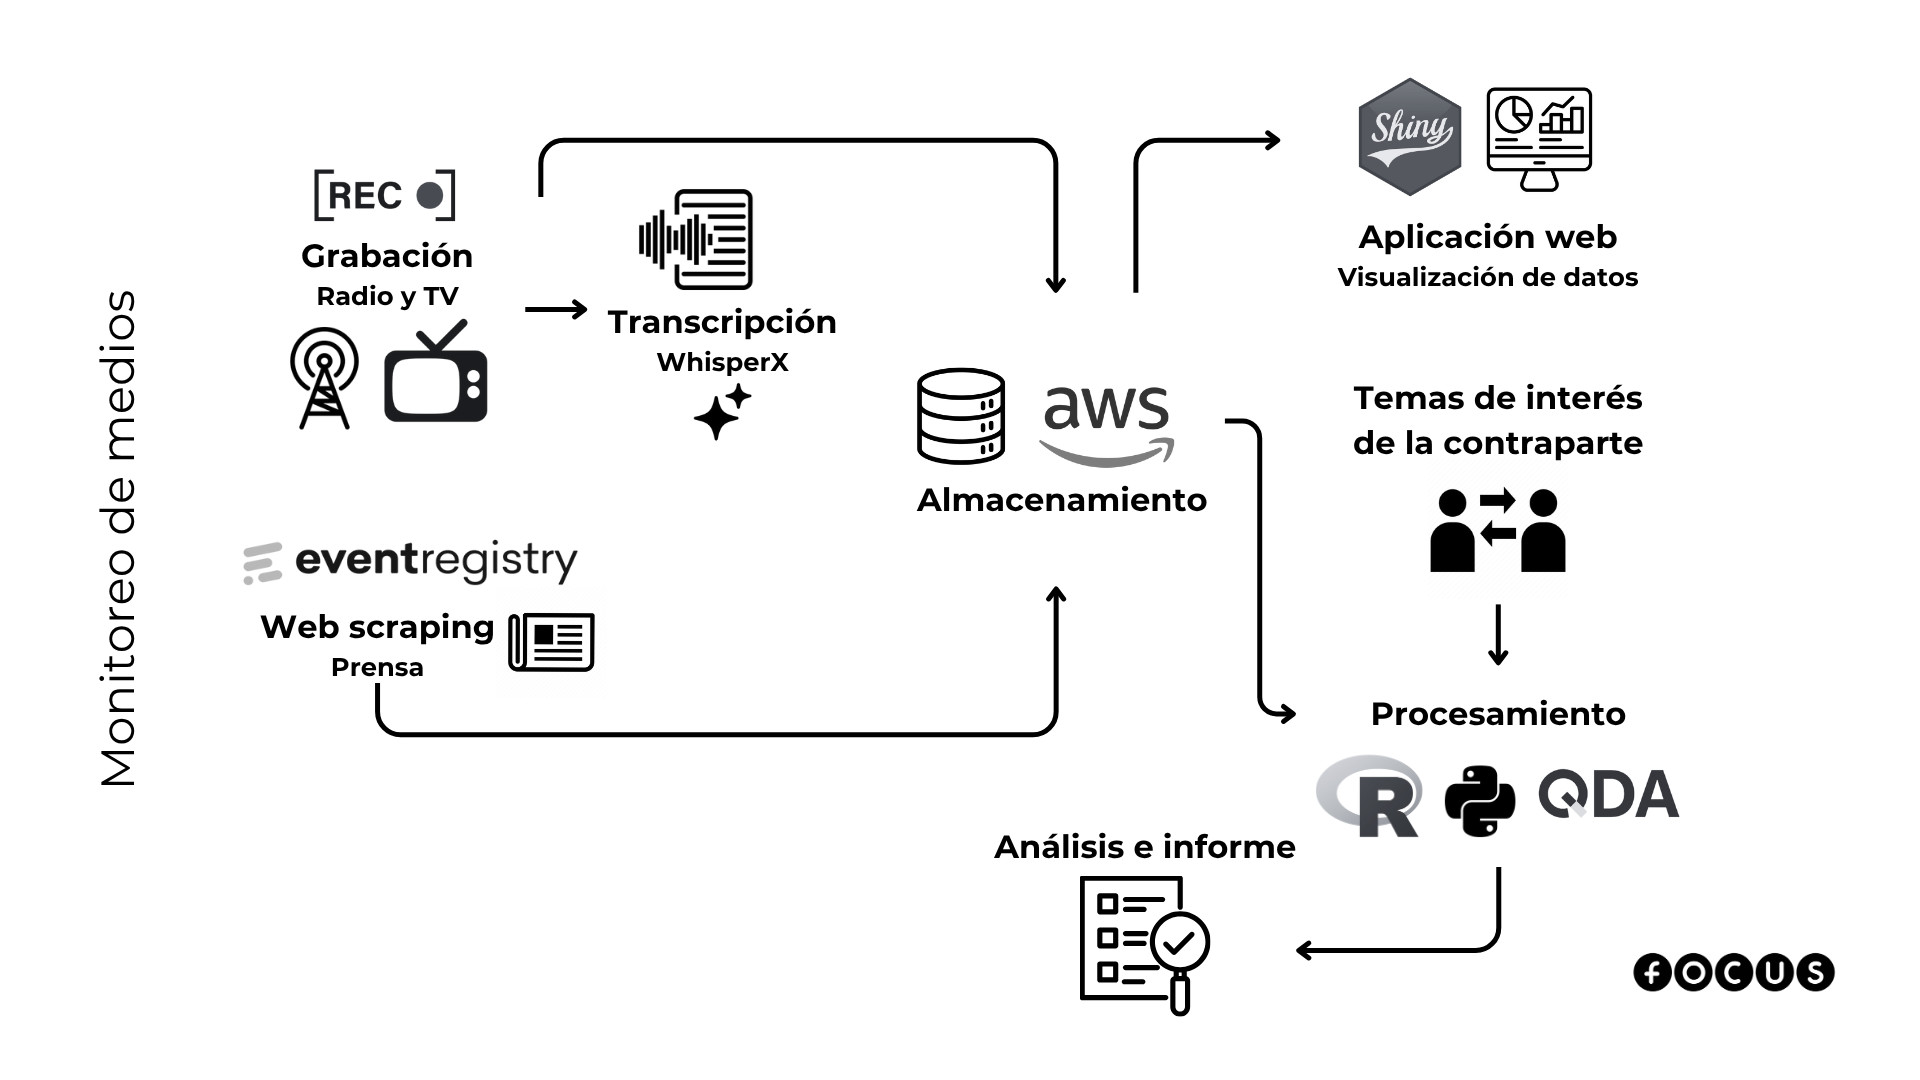 Monitoreo de medios
REC
Grabación
Radio y TV
Transcripción
WhisperX
eventregistry
Web scraping
Prensa
aws
Almacenamiento
Shiny
Aplicación web
Visualización de datos
Temas de interés
de la contraparte
Procesamiento
R
QDA
Análisis e informe
fOCUS